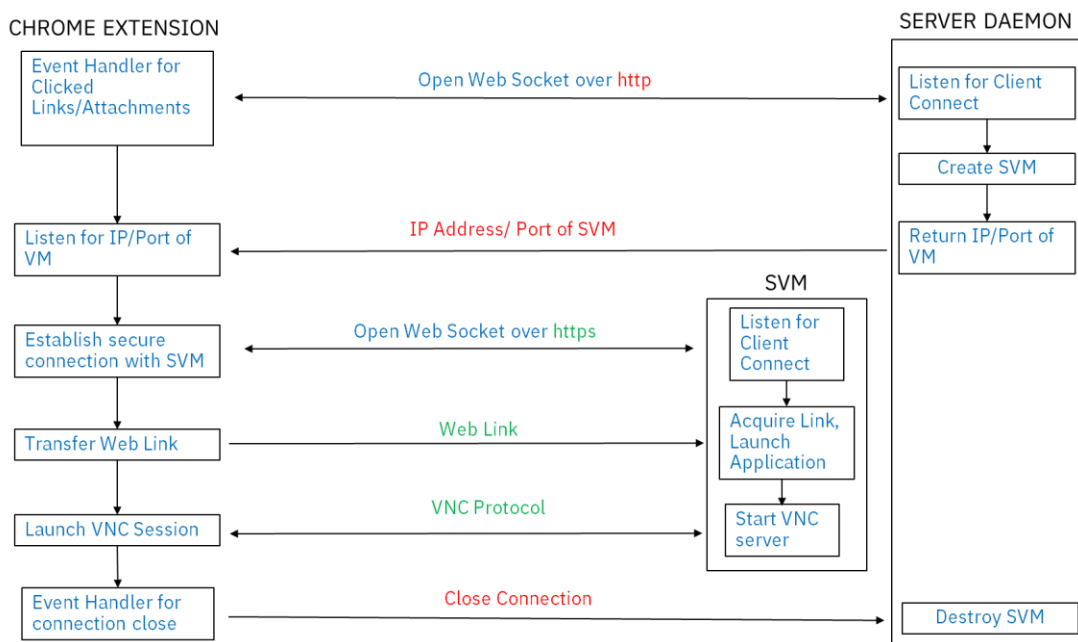 CHROME EXTENSION
SERVER DAEMON
Event Handler for
Clicked
Links/Attachments
Open Web Socket over http
Listen for Client
Connect
Create SVM
Listen for IP/Port of
VM
IP Address/ Port of SVM
Return IP/Port of
VM
SVM
Establish secure
connection with SVM
Open Web Socket over https
Listen for
Client
Connect
Transfer Web Link
Web Link
Acquire Link,
Launch
Application
Launch VNC Session
VNC Protocol
Start VNC
server
Event Handler for
connection close
Close Connection
Destroy SVM